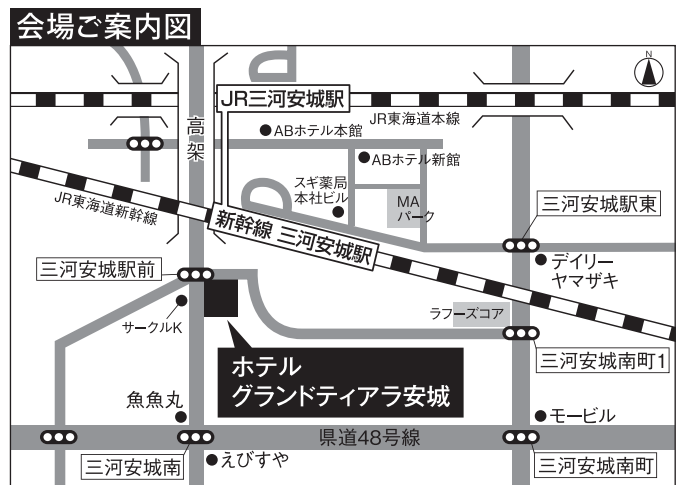 会場ご案内図
N
JR三河安城駅
JR東海道本線
高架
ABホテル本館
ABホテル新館
スギ薬局
本社ビル
MA
パーク
JR東海道新幹線
新幹線 三河安城駅
三河安城駅東
デイリー
ヤマザキ
三河安城駅前
サークルK
ラフーズコア
三河安城南町1
ホテル
グランドティアラ安城
魚魚丸
モービル
県道48号線
三河安城南
えびすや
三河安城南町